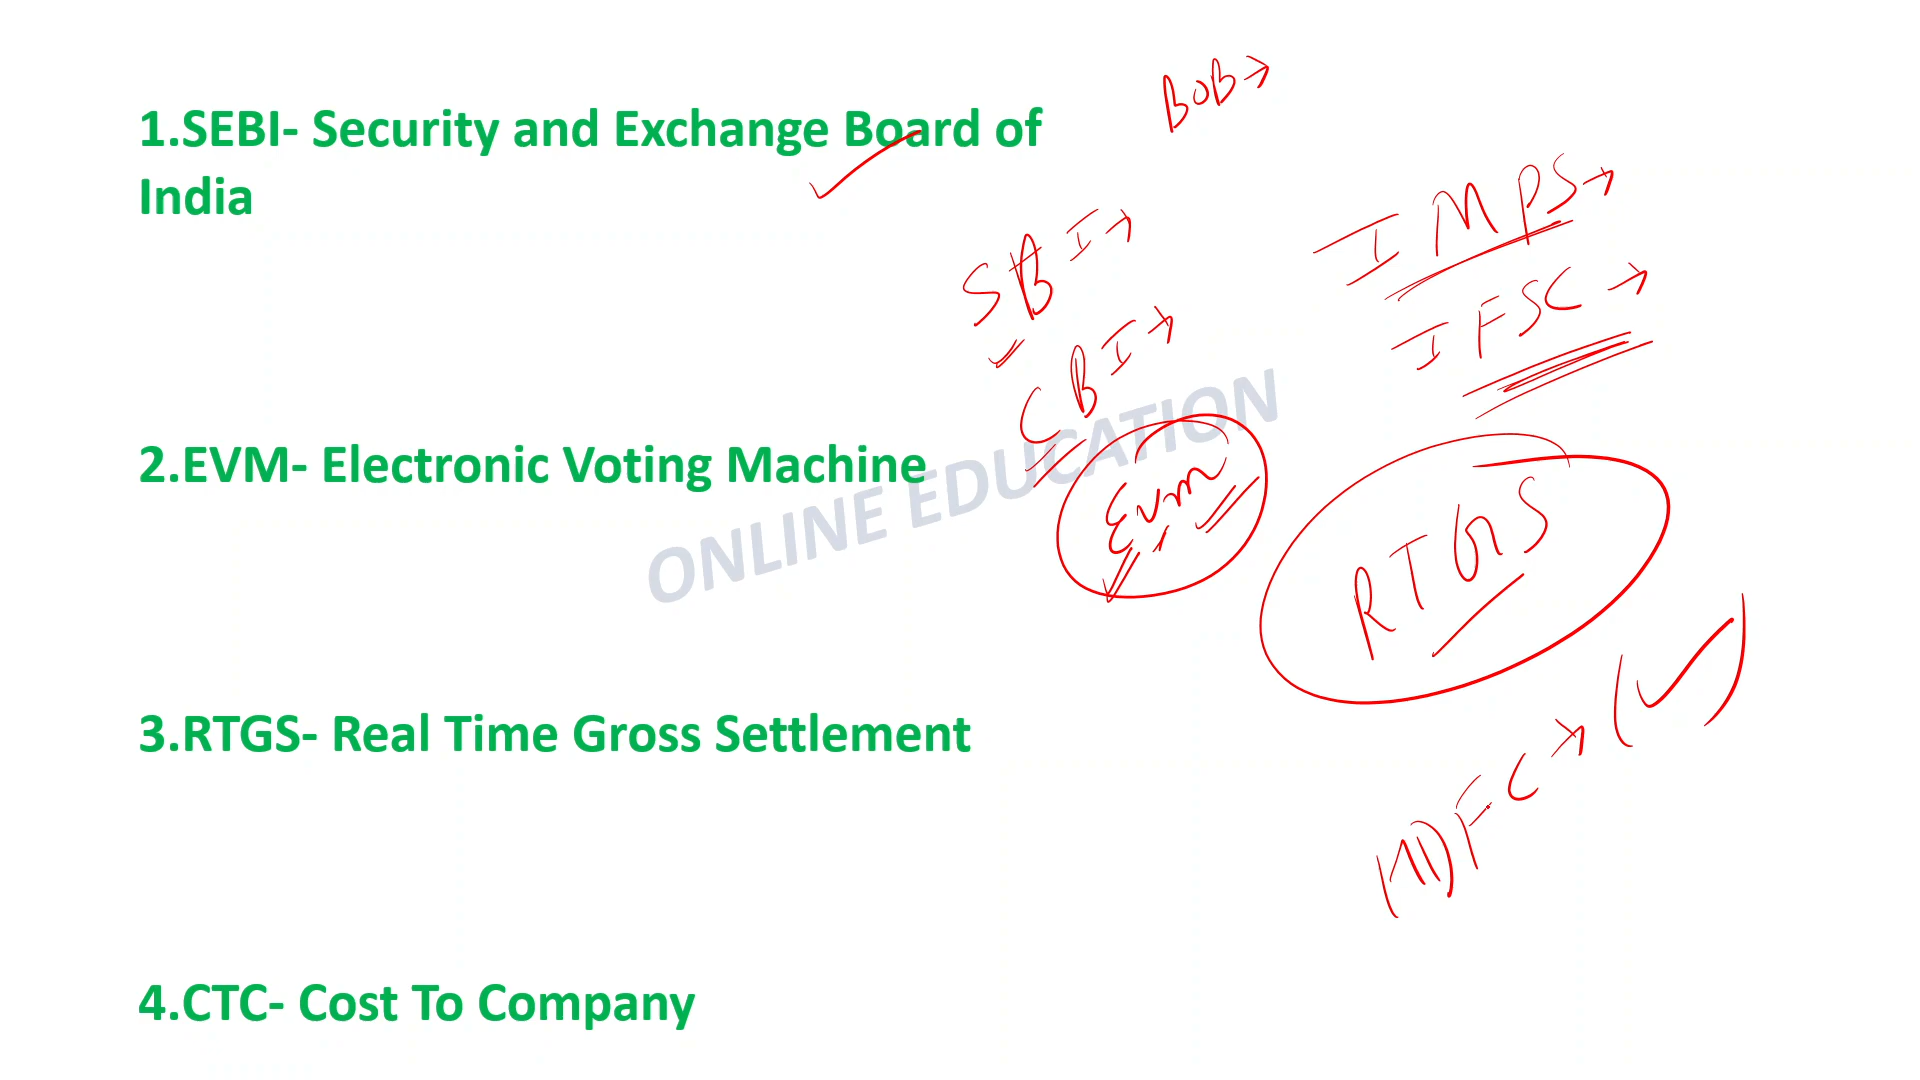 BOB→
1.SEBI- Security and Exchange Board of
India
IMPS→
SBI→
IFSC→
CBI→
2.EVM- Electronic Voting Machine
ONLINE EDUCATION
Evm
RTGS
3.RTGS- Real Time Gross Settlement
HDFC→( )
4.CTC- Cost To Company